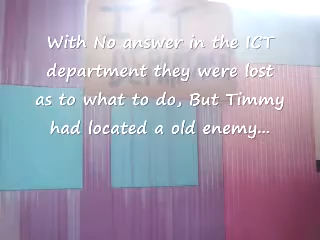 With No answer in the ICT
department they were lost
as to what to do, But Timmy
had located a old enemy...